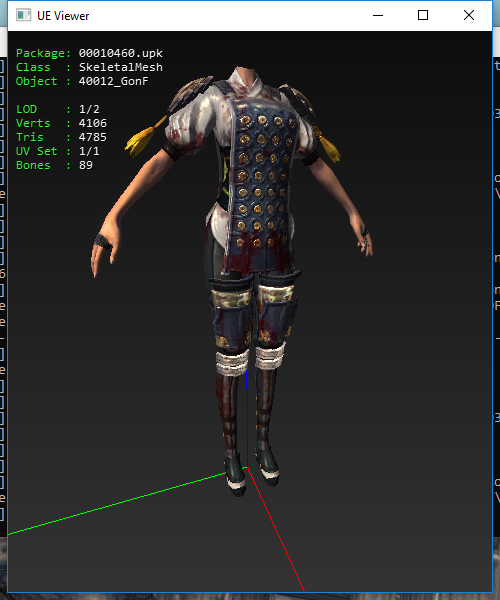 UE Viewer
Package: 00010460.upk
Class : SkeletalMesh
Object : 40012_GonF
LOD : 1/2
Verts : 4106
Tris : 4785
UV Set : 1/1
Bones : 89